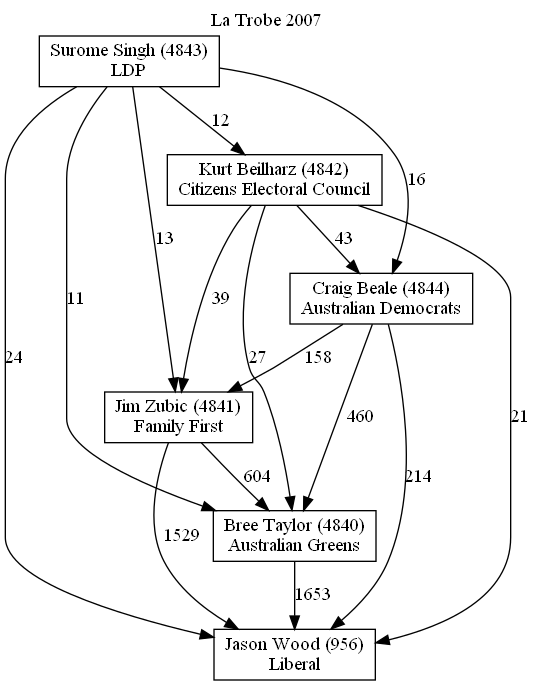 La Trobe 2007
Surome Singh (4843)
LDP
12
Kurt Beilharz (4842)
Citizens Electoral Council
16
13
43
Craig Beale (4844)
Australian Democrats
11
39
24
27
158
21
Jim Zubic (4841)
Family First
460
604
214
1529
Bree Taylor (4840)
Australian Greens
1653
Jason Wood (956)
Liberal